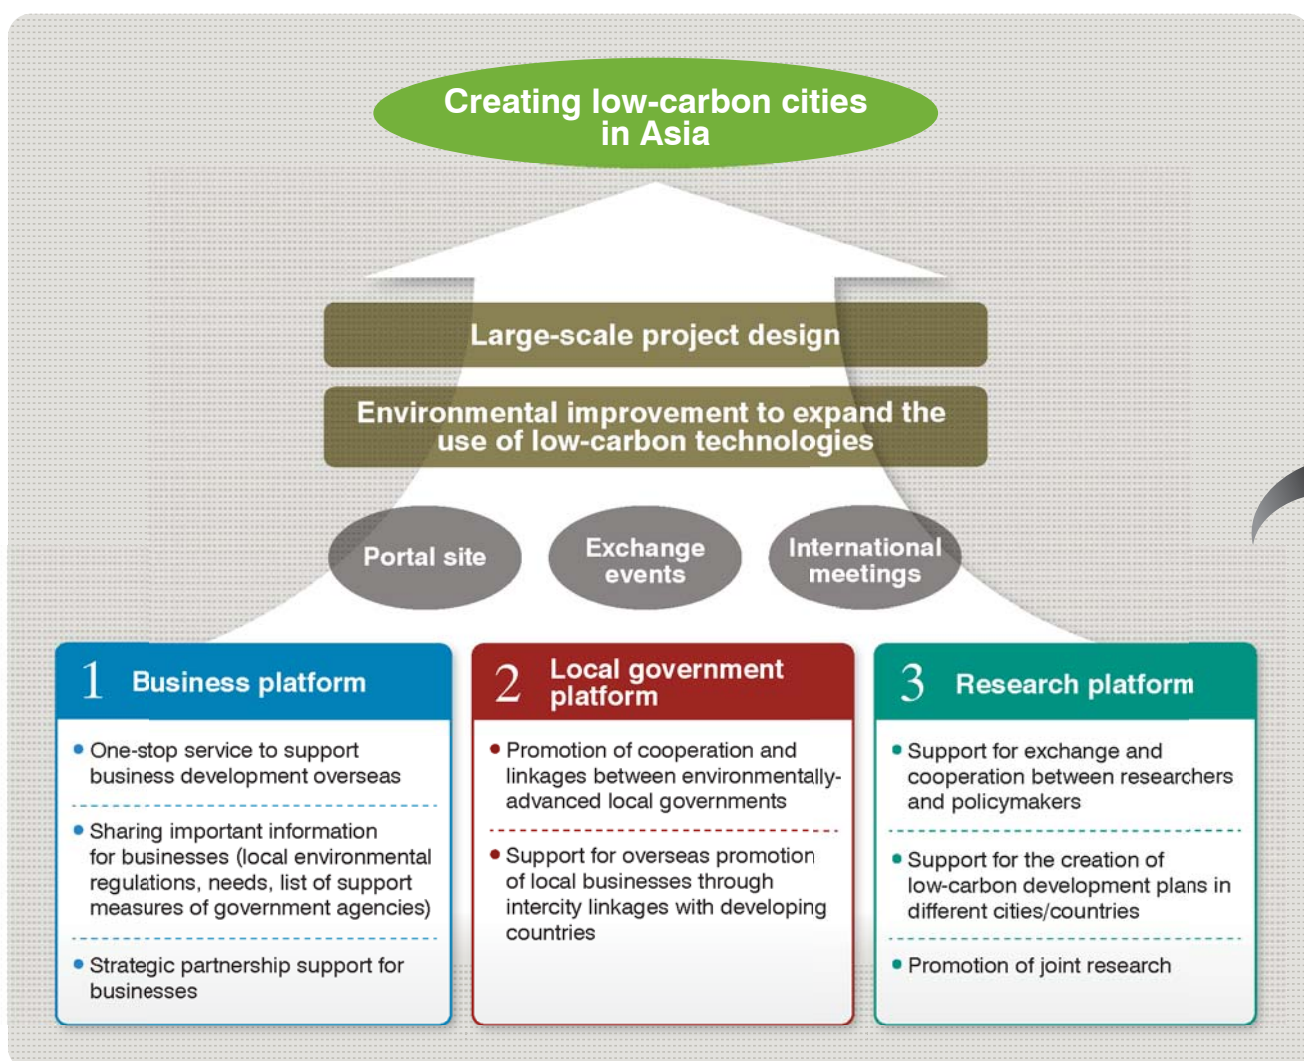 Creating low-carbon cities
in Asia
Large-scale project design
Environmental improvement to expand the
use of low-carbon technologies
Portal site
Exchange
events
International
meetings
1 Business platform
• One-stop service to support
business development overseas
• Sharing important information
for businesses (local environmental
regulations, needs, list of support
measures of government agencies)
• Strategic partnership support for
businesses
2 Local government
platform
• Promotion of cooperation and
linkages between environmentally-
advanced local governments
• Support for overseas promotion
of local businesses through
intercity linkages with developing
countries
3 Research platform
• Support for exchange and
cooperation between researchers
and policymakers
• Support for the creation of
low-carbon development plans in
different cities/countries
• Promotion of joint research